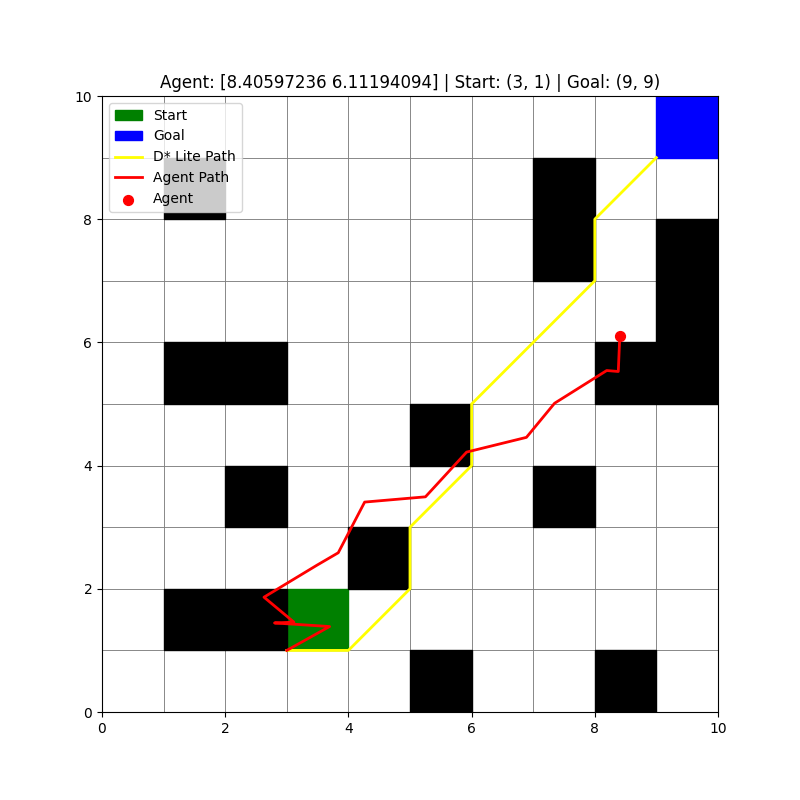 Agent: [8.40597236 6.11194094] | Start: (3, 1) | Goal: (9, 9)
Start
Goal
D* Lite Path
Agent Path
Agent
10
8
6
4
2
0
0 2 4 6 8 10